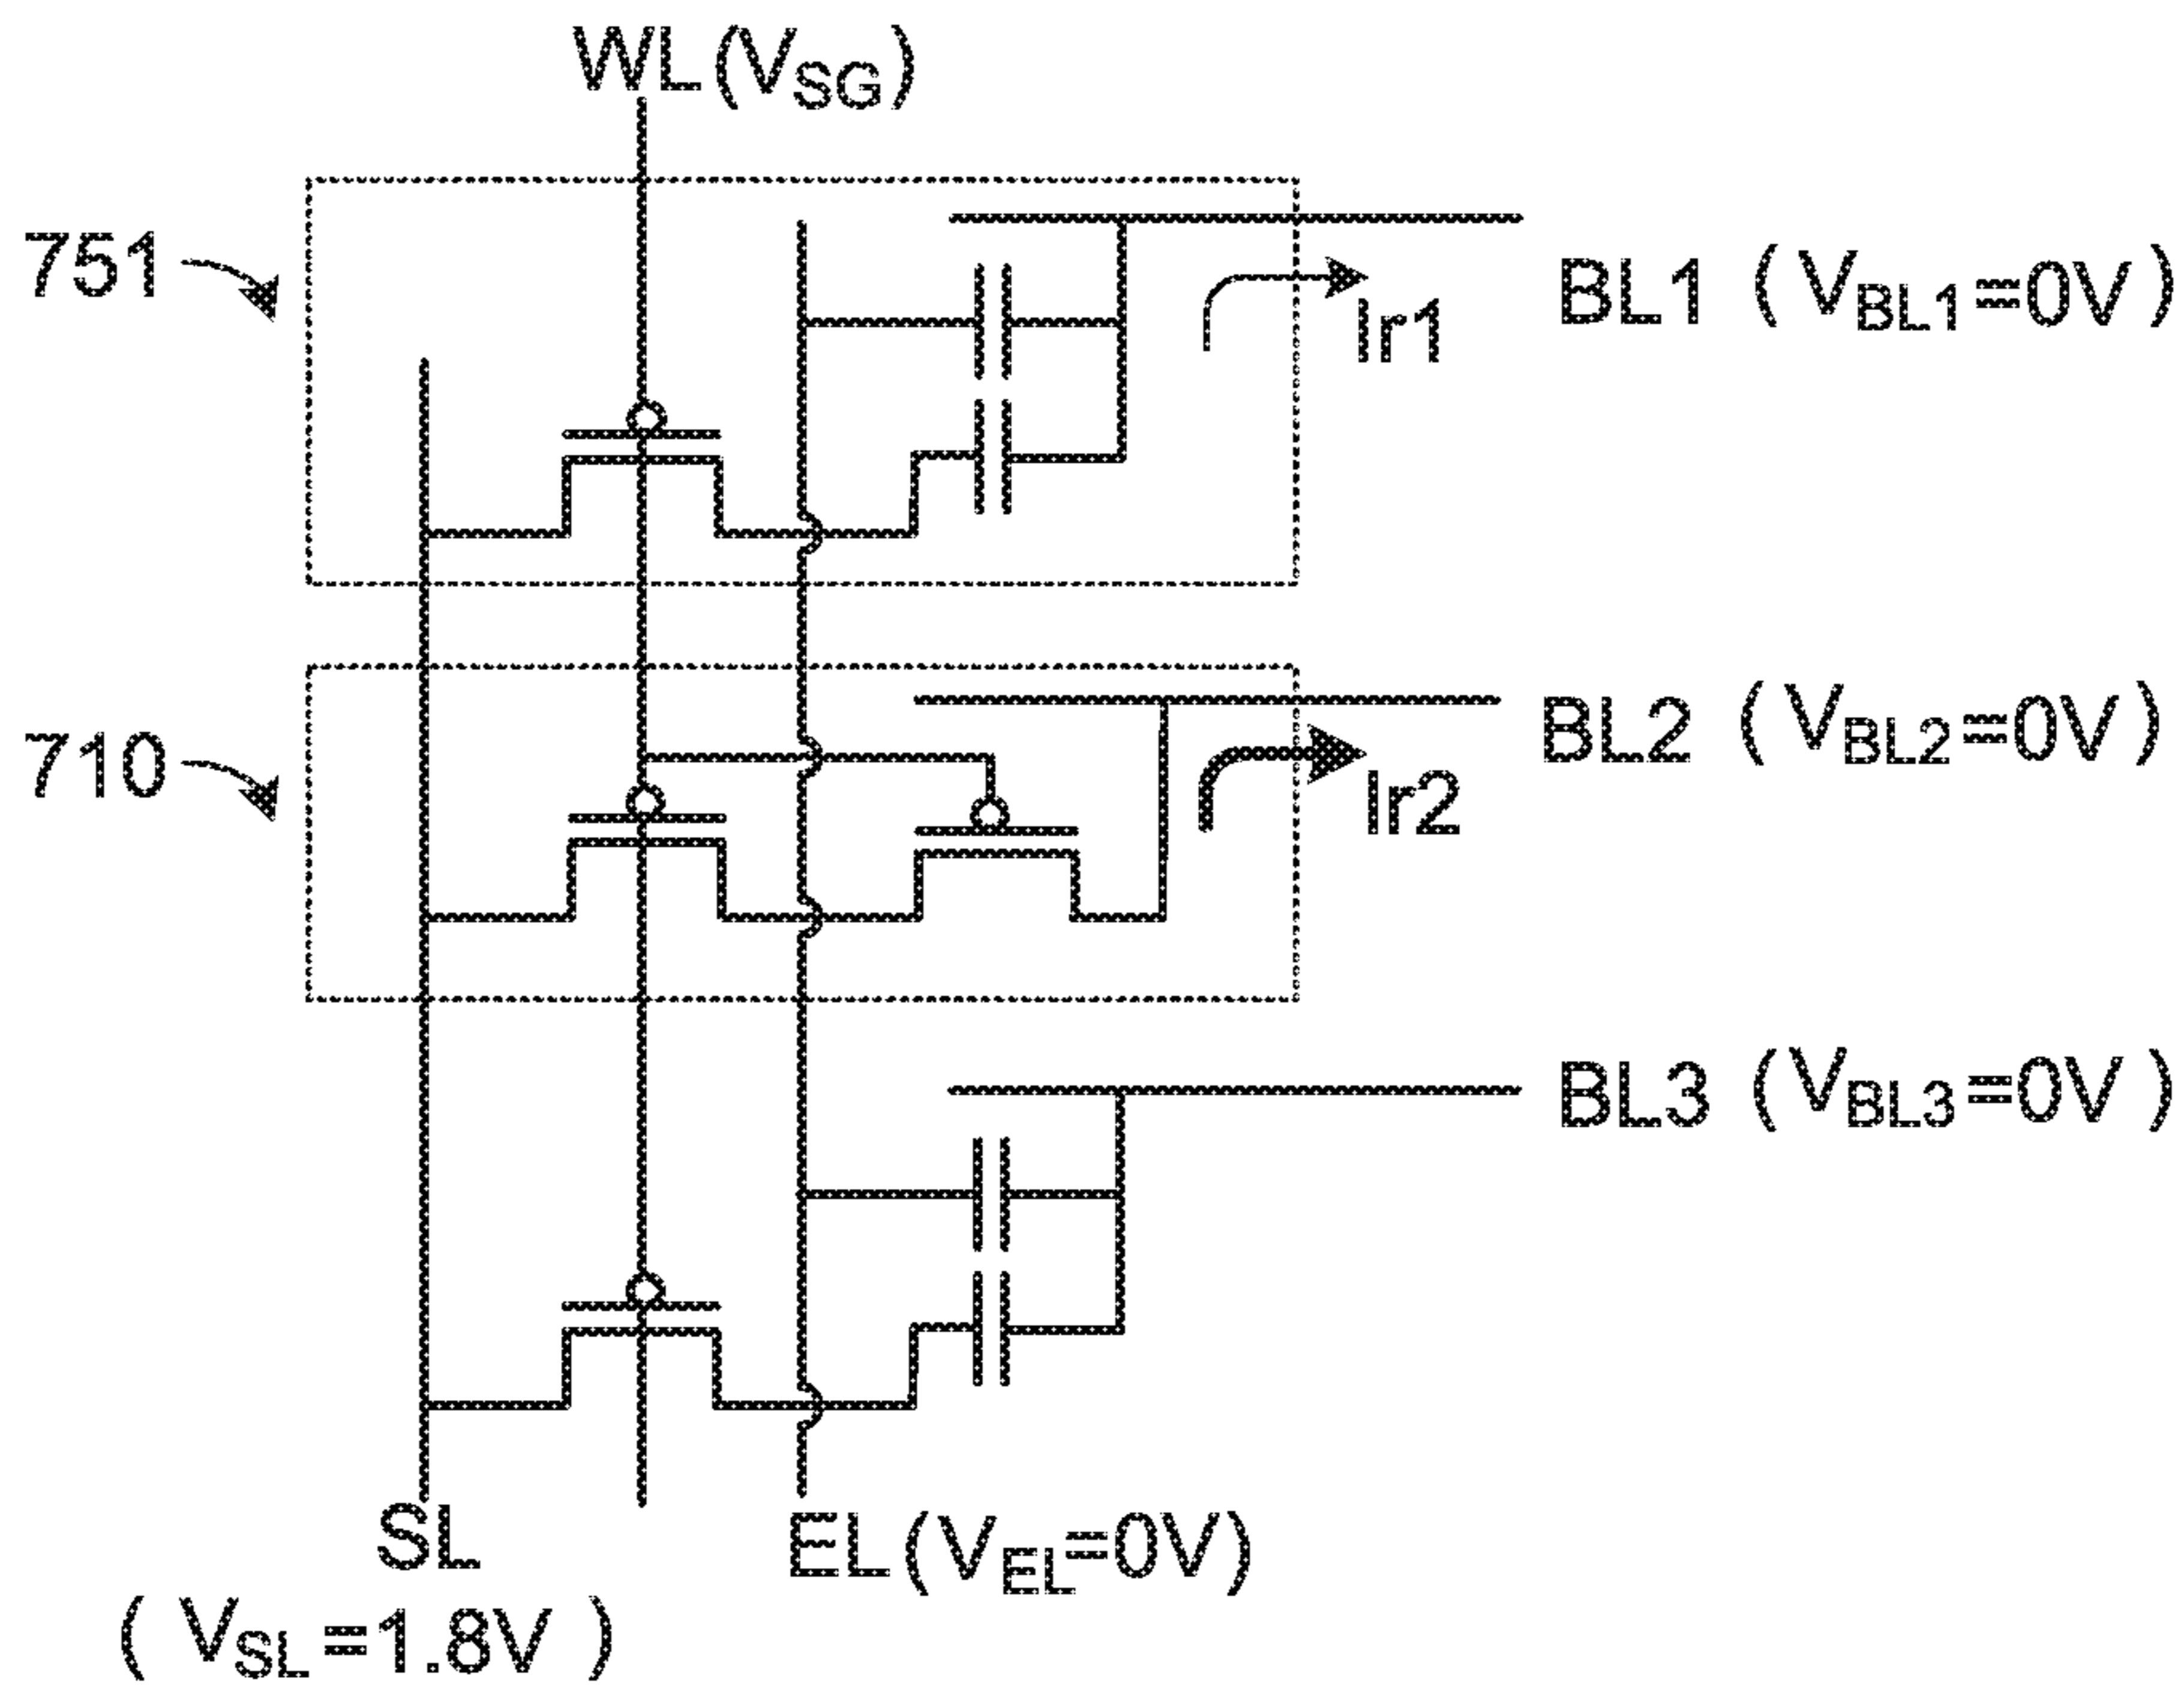 WL(VSG)
751
BL1 (VBL1=0V)
Ir1
710
BL2 (VBL2=0V)
Ir2
BL3 (VBL3=0V)
SL
(VSL=1.8V)
EL(VEL=0V)